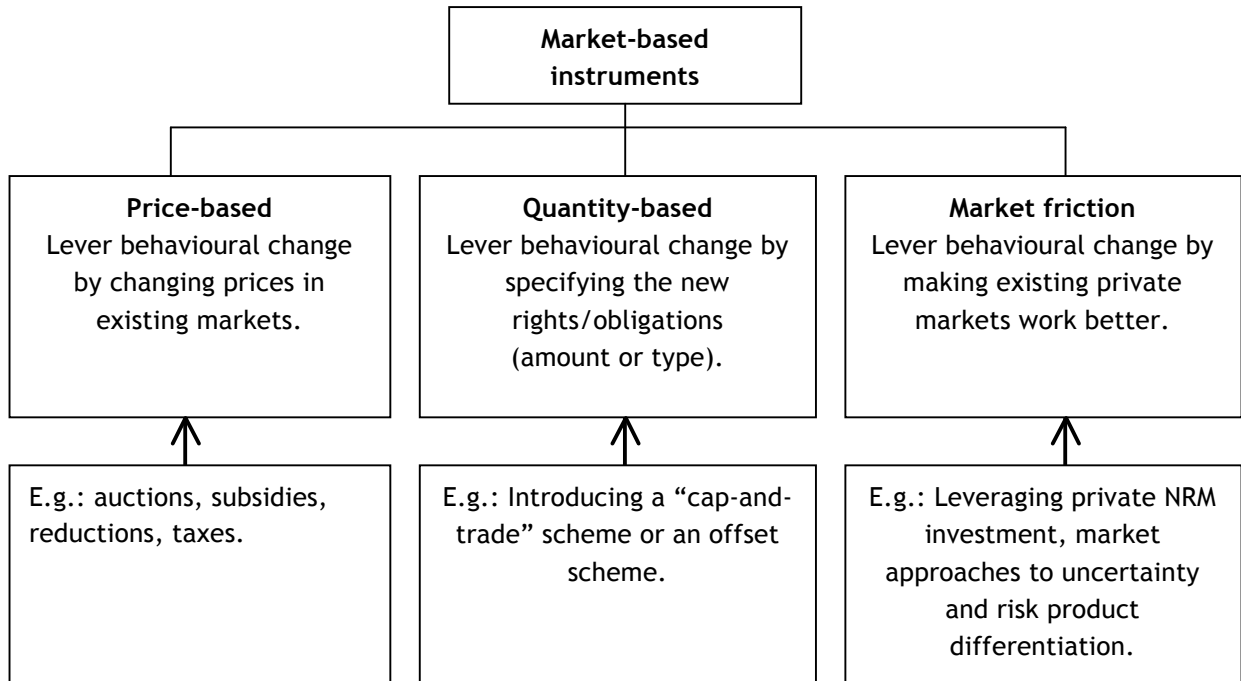 Market-based
instruments
Price-based
Lever behavioural change
by changing prices in
existing markets.
Quantity-based
Lever behavioural change by
specifying the new
rights/obligations
(amount or type).
Market friction
Lever behavioural change by
making existing private
markets work better.
E.g.: auctions, subsidies,
reductions, taxes.
E.g.: Introducing a “cap-and-
trade” scheme or an offset
scheme.
E.g.: Leveraging private NRM
investment, market
approaches to uncertainty
and risk product
differentiation.